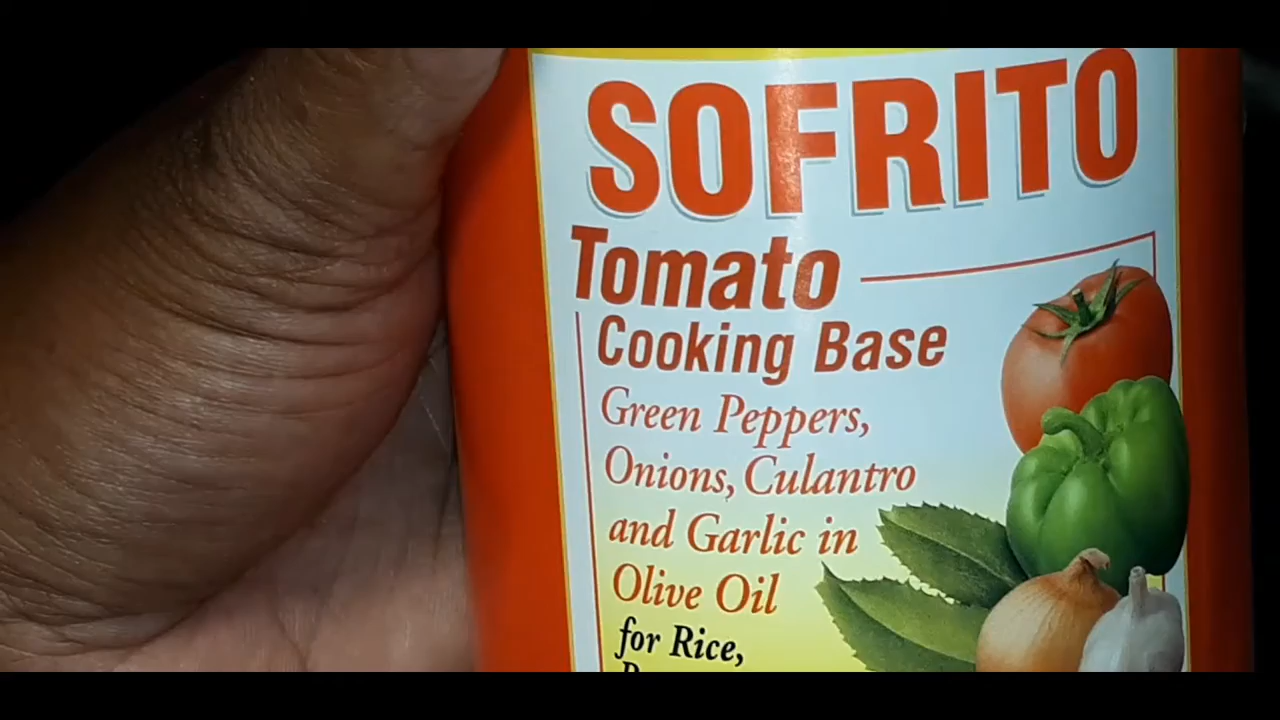 SOFRITO
Tomato
Cooking Base
Green Peppers,
Onions, Culantro
and Garlic in
Olive Oil
for Rice,